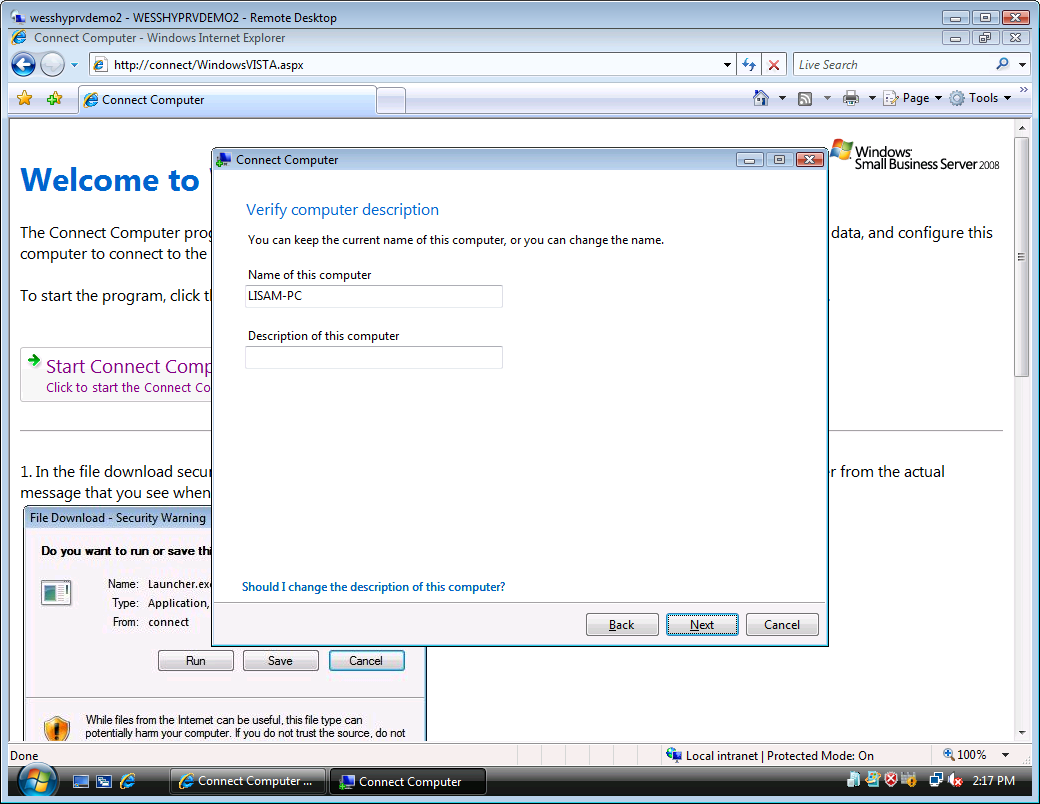 wesshyprvdemo2 - WESSHYPRVDEMO2 - Remote Desktop
Connect Computer - Windows Internet Explorer
http://connect/WindowsVISTA.aspx
Live Search
Connect Computer
Page
Tools
Windows
Small Business Server 2008
Welcome to
The Connect Computer prog
data, and configure this
computer to connect to the
To start the program, click th
Start Connect Comp
Click to start the Connect Co
1. In the file download secur
r from the actual
message that you see when
File Download - Security Warning
Do you want to run or save thi
Name: Launcher.exe
Type: Application,
From: connect
Run
Save
Cancel
While files from the Internet can be useful, this file type can
potentially harm your computer. If you do not trust the source, do not
Connect Computer
Verify computer description
You can keep the current name of this computer, or you can change the name.
Name of this computer
LISAM-PC
Description of this computer
Should I change the description of this computer?
Back
Next
Cancel
Done
Local intranet | Protected Mode: On
100%
Connect Computer ...
Connect Computer
2:17 PM